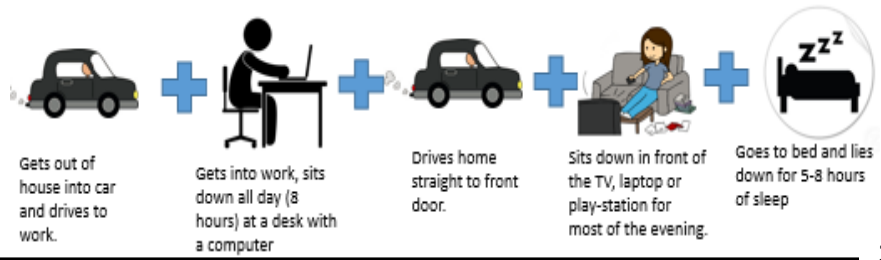 zzz
Gets out of
house into car
and drives to
work.
Gets into work, sits
down all day (8
hours) at a desk with
a computer
Drives home
straight to front
door.
Sits down in front of
the TV, laptop or
play-station for
most of the evening.
Goes to bed and lies
down for 5-8 hours
of sleep